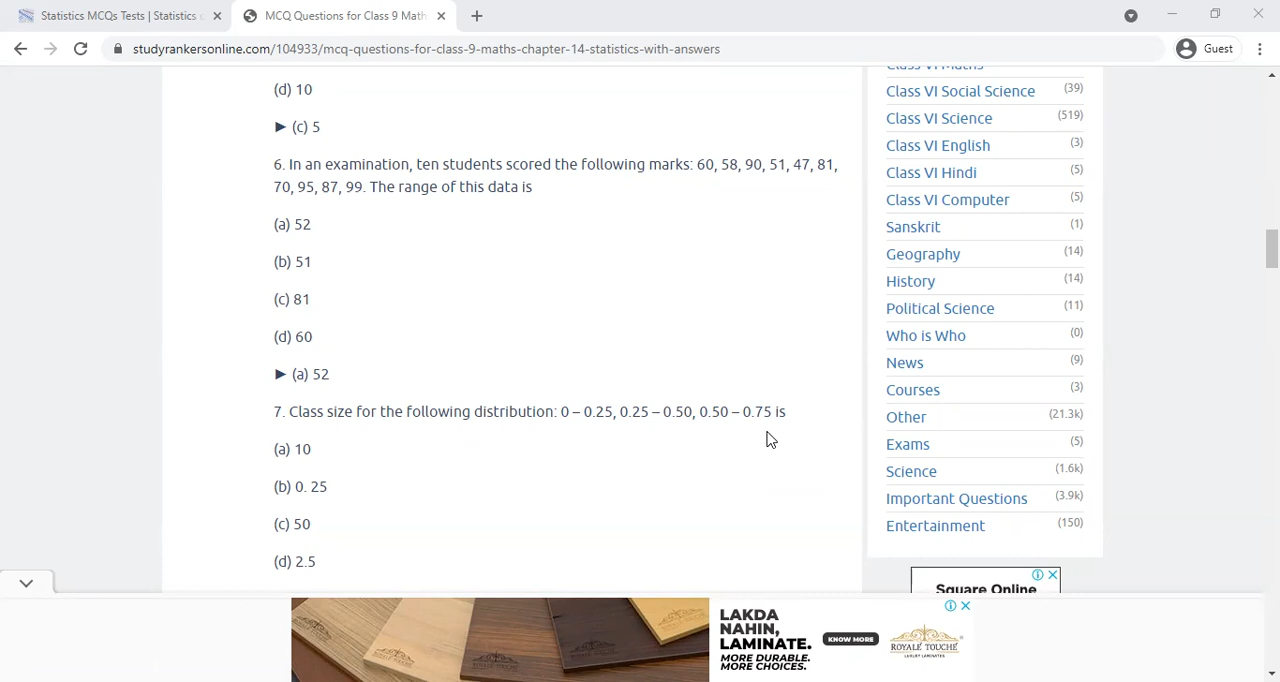 Statistics MCQs Tests | Statistics
MCQ Questions for Class 9 Math
studyrankersonline.com/104933/mcq-questions-for-class-9-maths-chapter-14-statistics-with-answers
Guest
(d) 10
► (c) 5
6. In an examination, ten students scored the following marks: 60, 58, 90, 51, 47, 81,
70, 95, 87, 99. The range of this data is
(a) 52
(b) 51
(c) 81
(d) 60
► (a) 52
7. Class size for the following distribution: 0 – 0.25, 0.25 – 0.50, 0.50 – 0.75 is
(a) 10
(b) 0. 25
(c) 50
(d) 2.5
Class VI Maths
Class VI Social Science (39)
Class VI Science (519)
Class VI English (3)
Class VI Hindi (5)
Class VI Computer (5)
Sanskrit (1)
Geography (14)
History (14)
Political Science (11)
Who is Who (0)
News (9)
Courses (3)
Other (21.3k)
Exams (5)
Science (1.6k)
Important Questions (3.9k)
Entertainment (150)
Square Online
LAKDA
NAHIN,
LAMINATE.
MORE DURABLE.
MORE CHOICES.
KNOW MORE
ROYALE TOUCHE
LUXURY LAMINATES